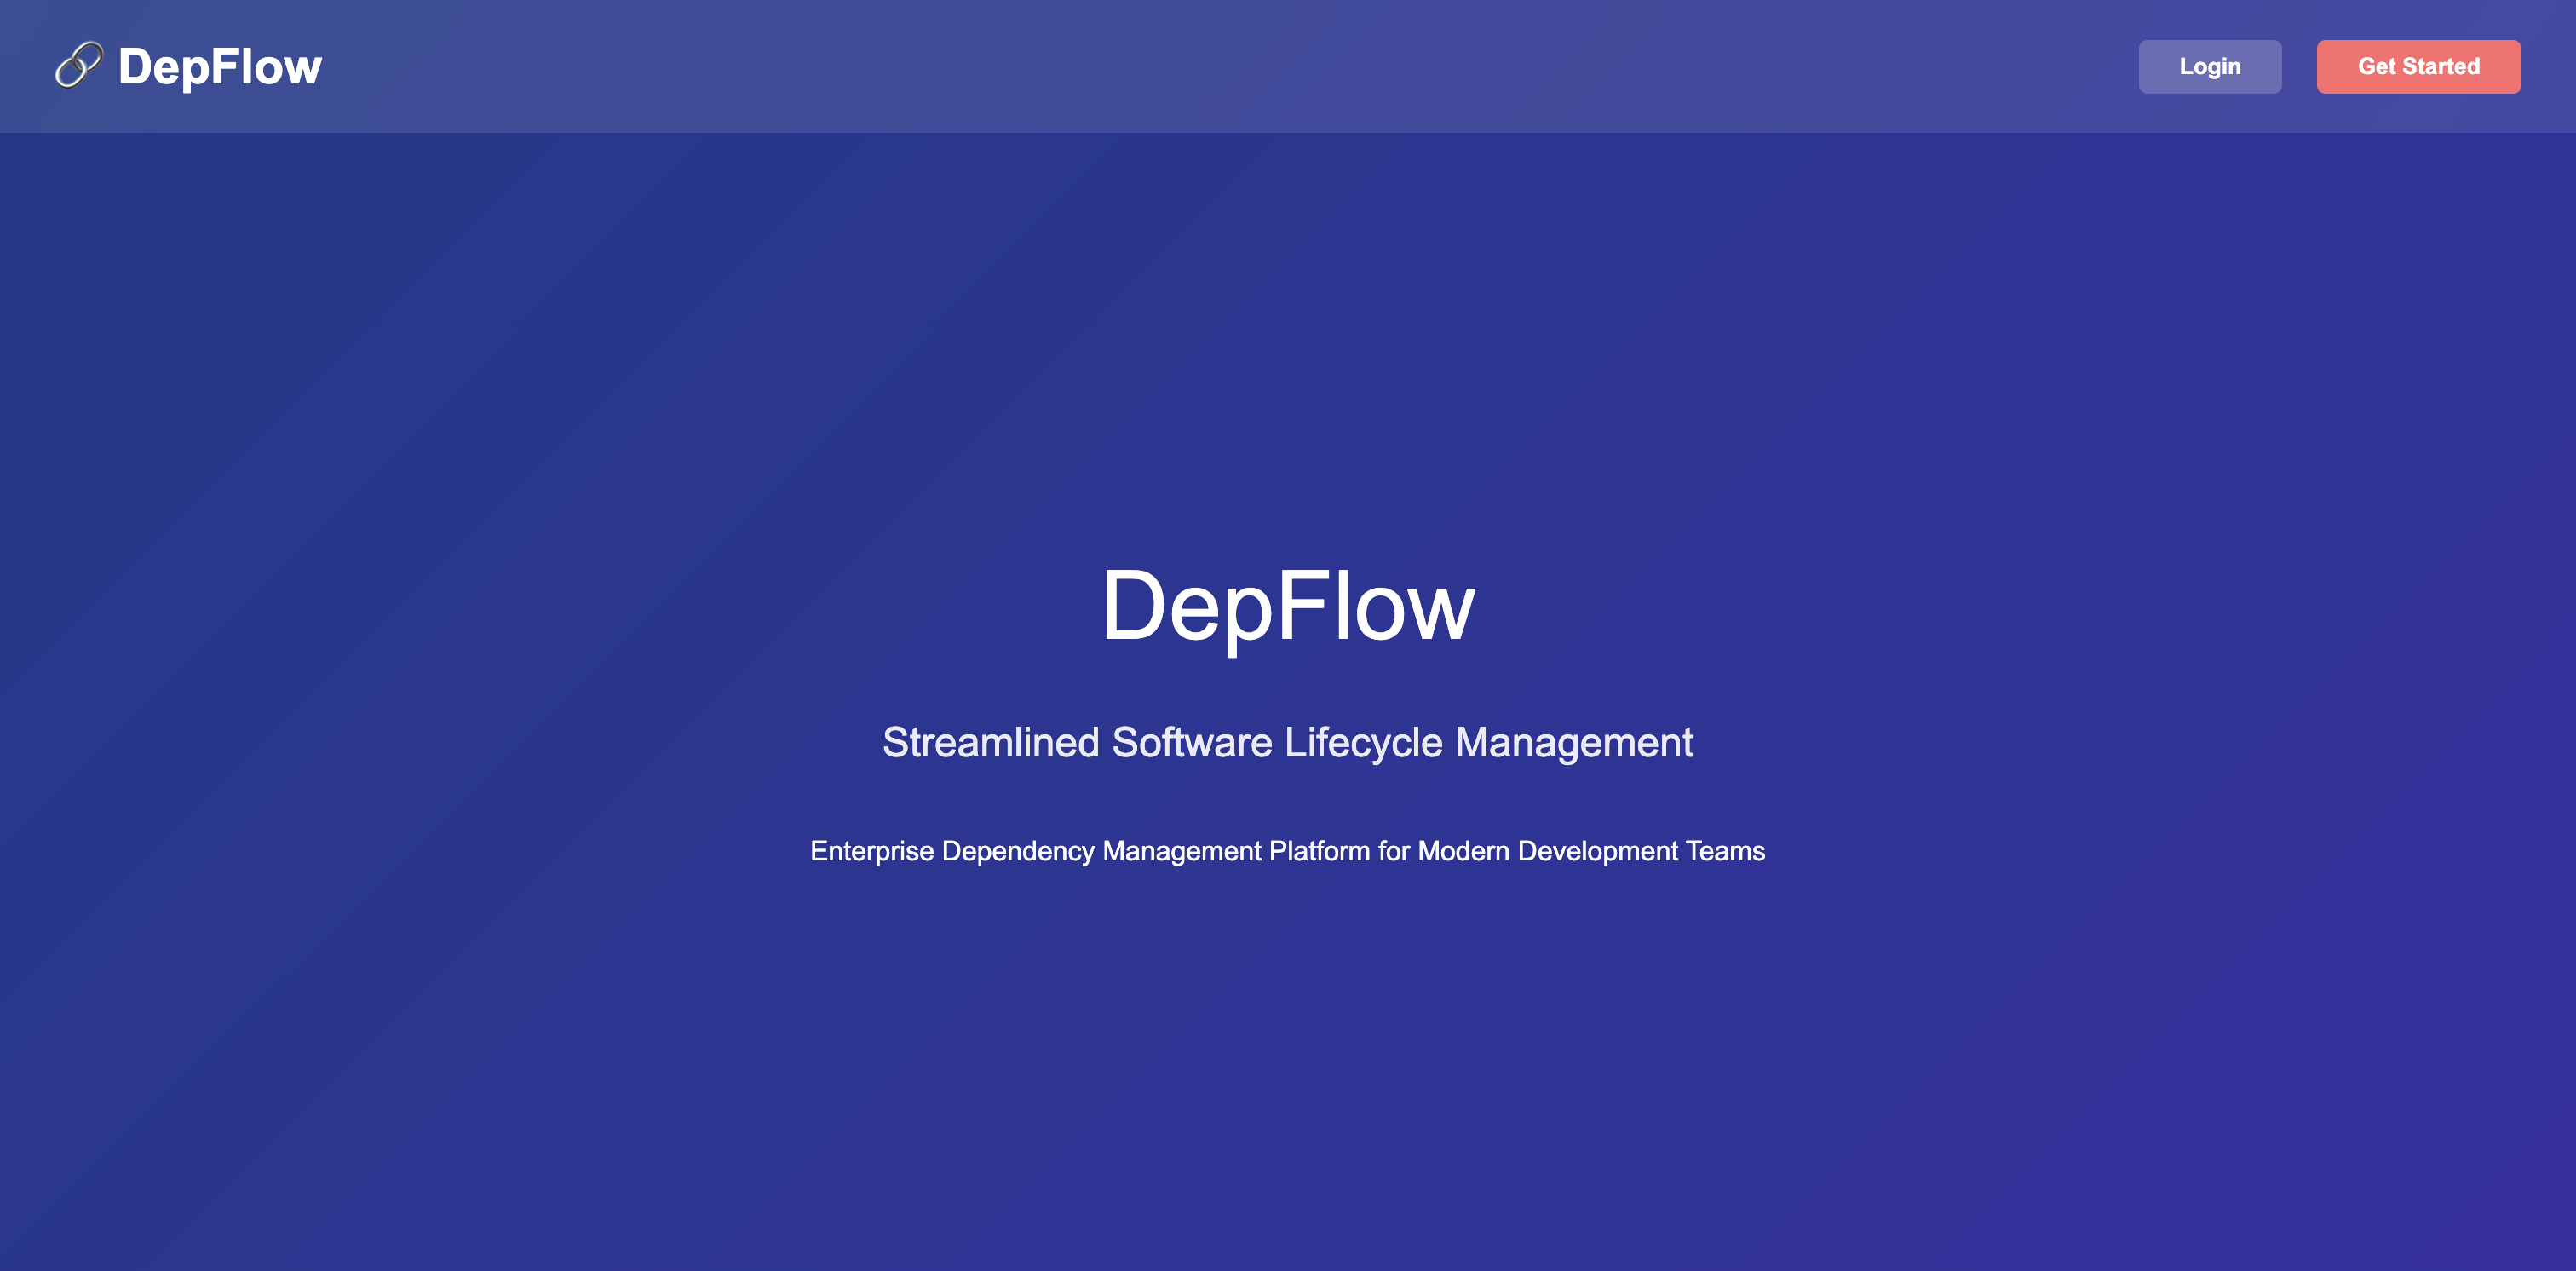 DepFlow
Login
Get Started
DepFlow
Streamlined Software Lifecycle Management
Enterprise Dependency Management Platform for Modern Development Teams